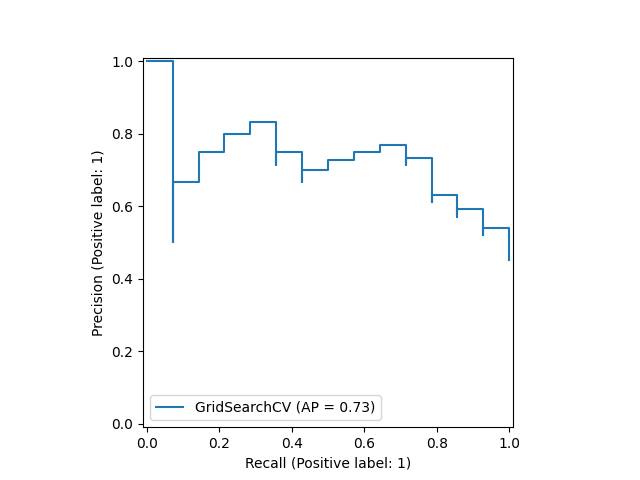 1.0
0.8
0.6
0.4
0.2
0.0
Precision (Positive label: 1)
GridSearchCV (AP = 0.73)
0.0 0.2 0.4 0.6 0.8 1.0
Recall (Positive label: 1)